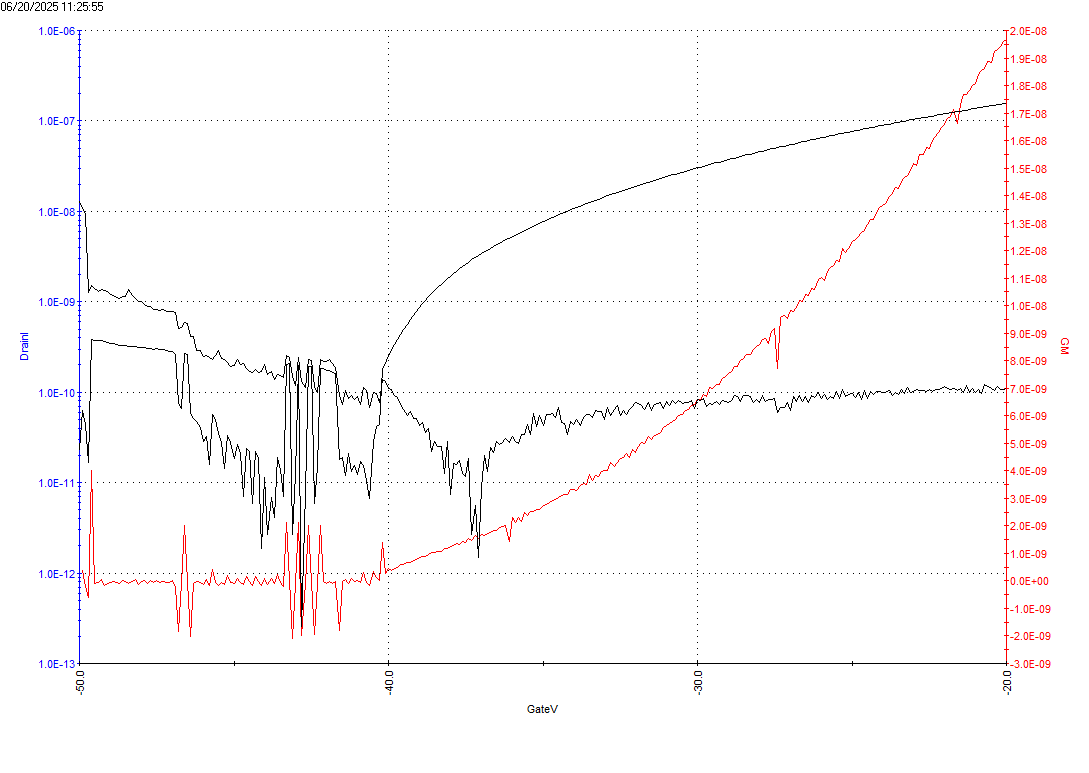 06/20/2025 11:25:55
1.0E-06
1.0E-07
1.0E-08
1.0E-09
1.0E-10
1.0E-11
1.0E-12
1.0E-13
DrainI
2.0E-08
1.9E-08
1.8E-08
1.7E-08
1.6E-08
1.5E-08
1.4E-08
1.3E-08
1.2E-08
1.1E-08
1.0E-08
9.0E-09
8.0E-09
7.0E-09
6.0E-09
5.0E-09
4.0E-09
3.0E-09
2.0E-09
1.0E-09
0.0E+00
-1.0E-09
-2.0E-09
-3.0E-09
GM
-50.0
-40.0
-30.0
-20.0
GateV